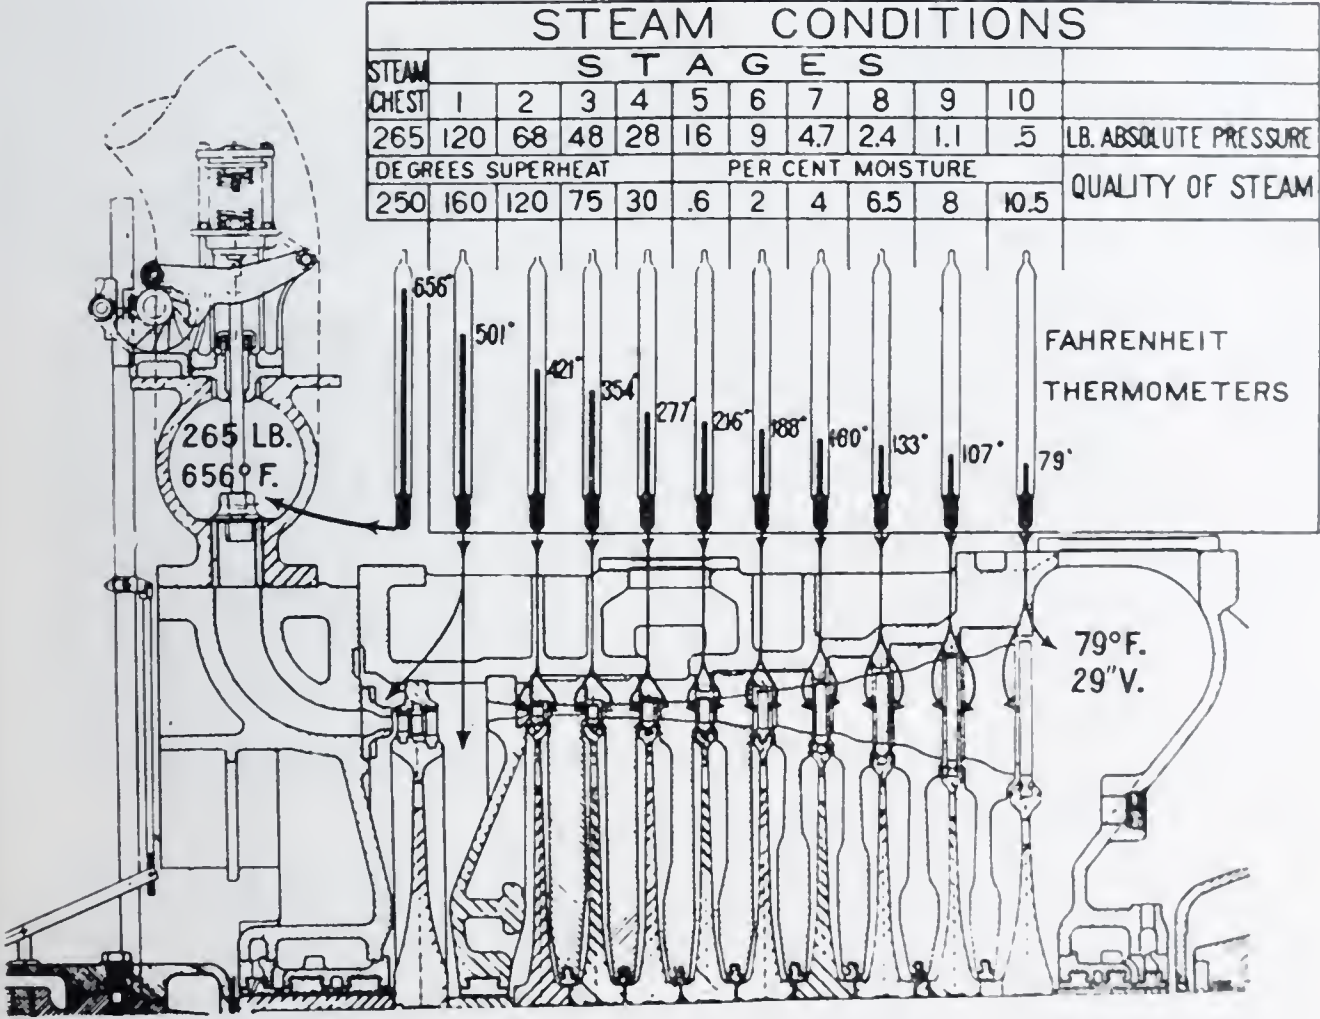 STEAM CONDITIONS
STEAM CHEST
STAGES
1 2 3 4 5 6 7 8 9 10
265 120 68 48 28 16 9 4.7 2.4 1.1 .5 LB. ABSOLUTE PRESSURE
DEGREES SUPERHEAT PER CENT MOISTURE
QUALITY OF STEAM
250 160 120 75 30 .6 2 4 6.5 8 10.5
656°
501°
421°
354°
277°
216°
188°
160°
133°
107°
79°
FAHRENHEIT
THERMOMETERS
265 LB.
656° F.
79°F.
29"V.